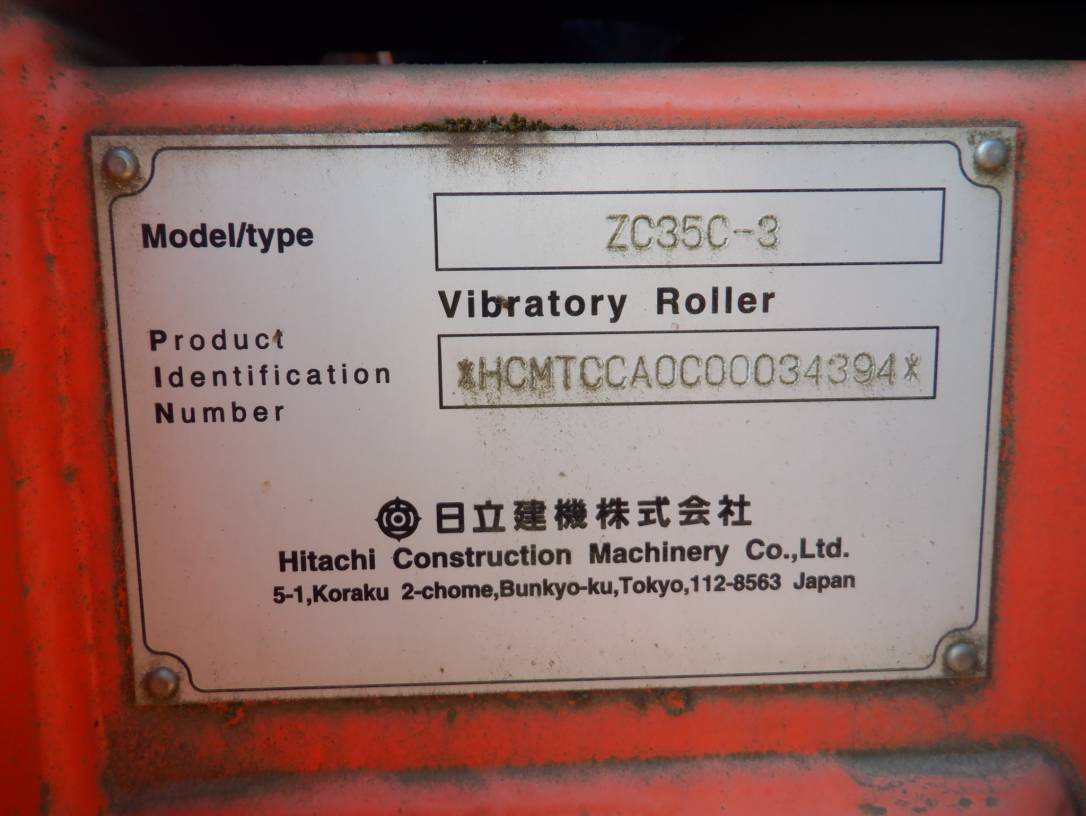 Model/type
ZC35C-3
Vibratory Roller
Product
Identification
Number
*HCMTCCA0C00034394*
日立建機株式会社
Hitachi Construction Machinery Co.,Ltd.
5-1,Koraku 2-chome,Bunkyo-ku,Tokyo,112-8563 Japan